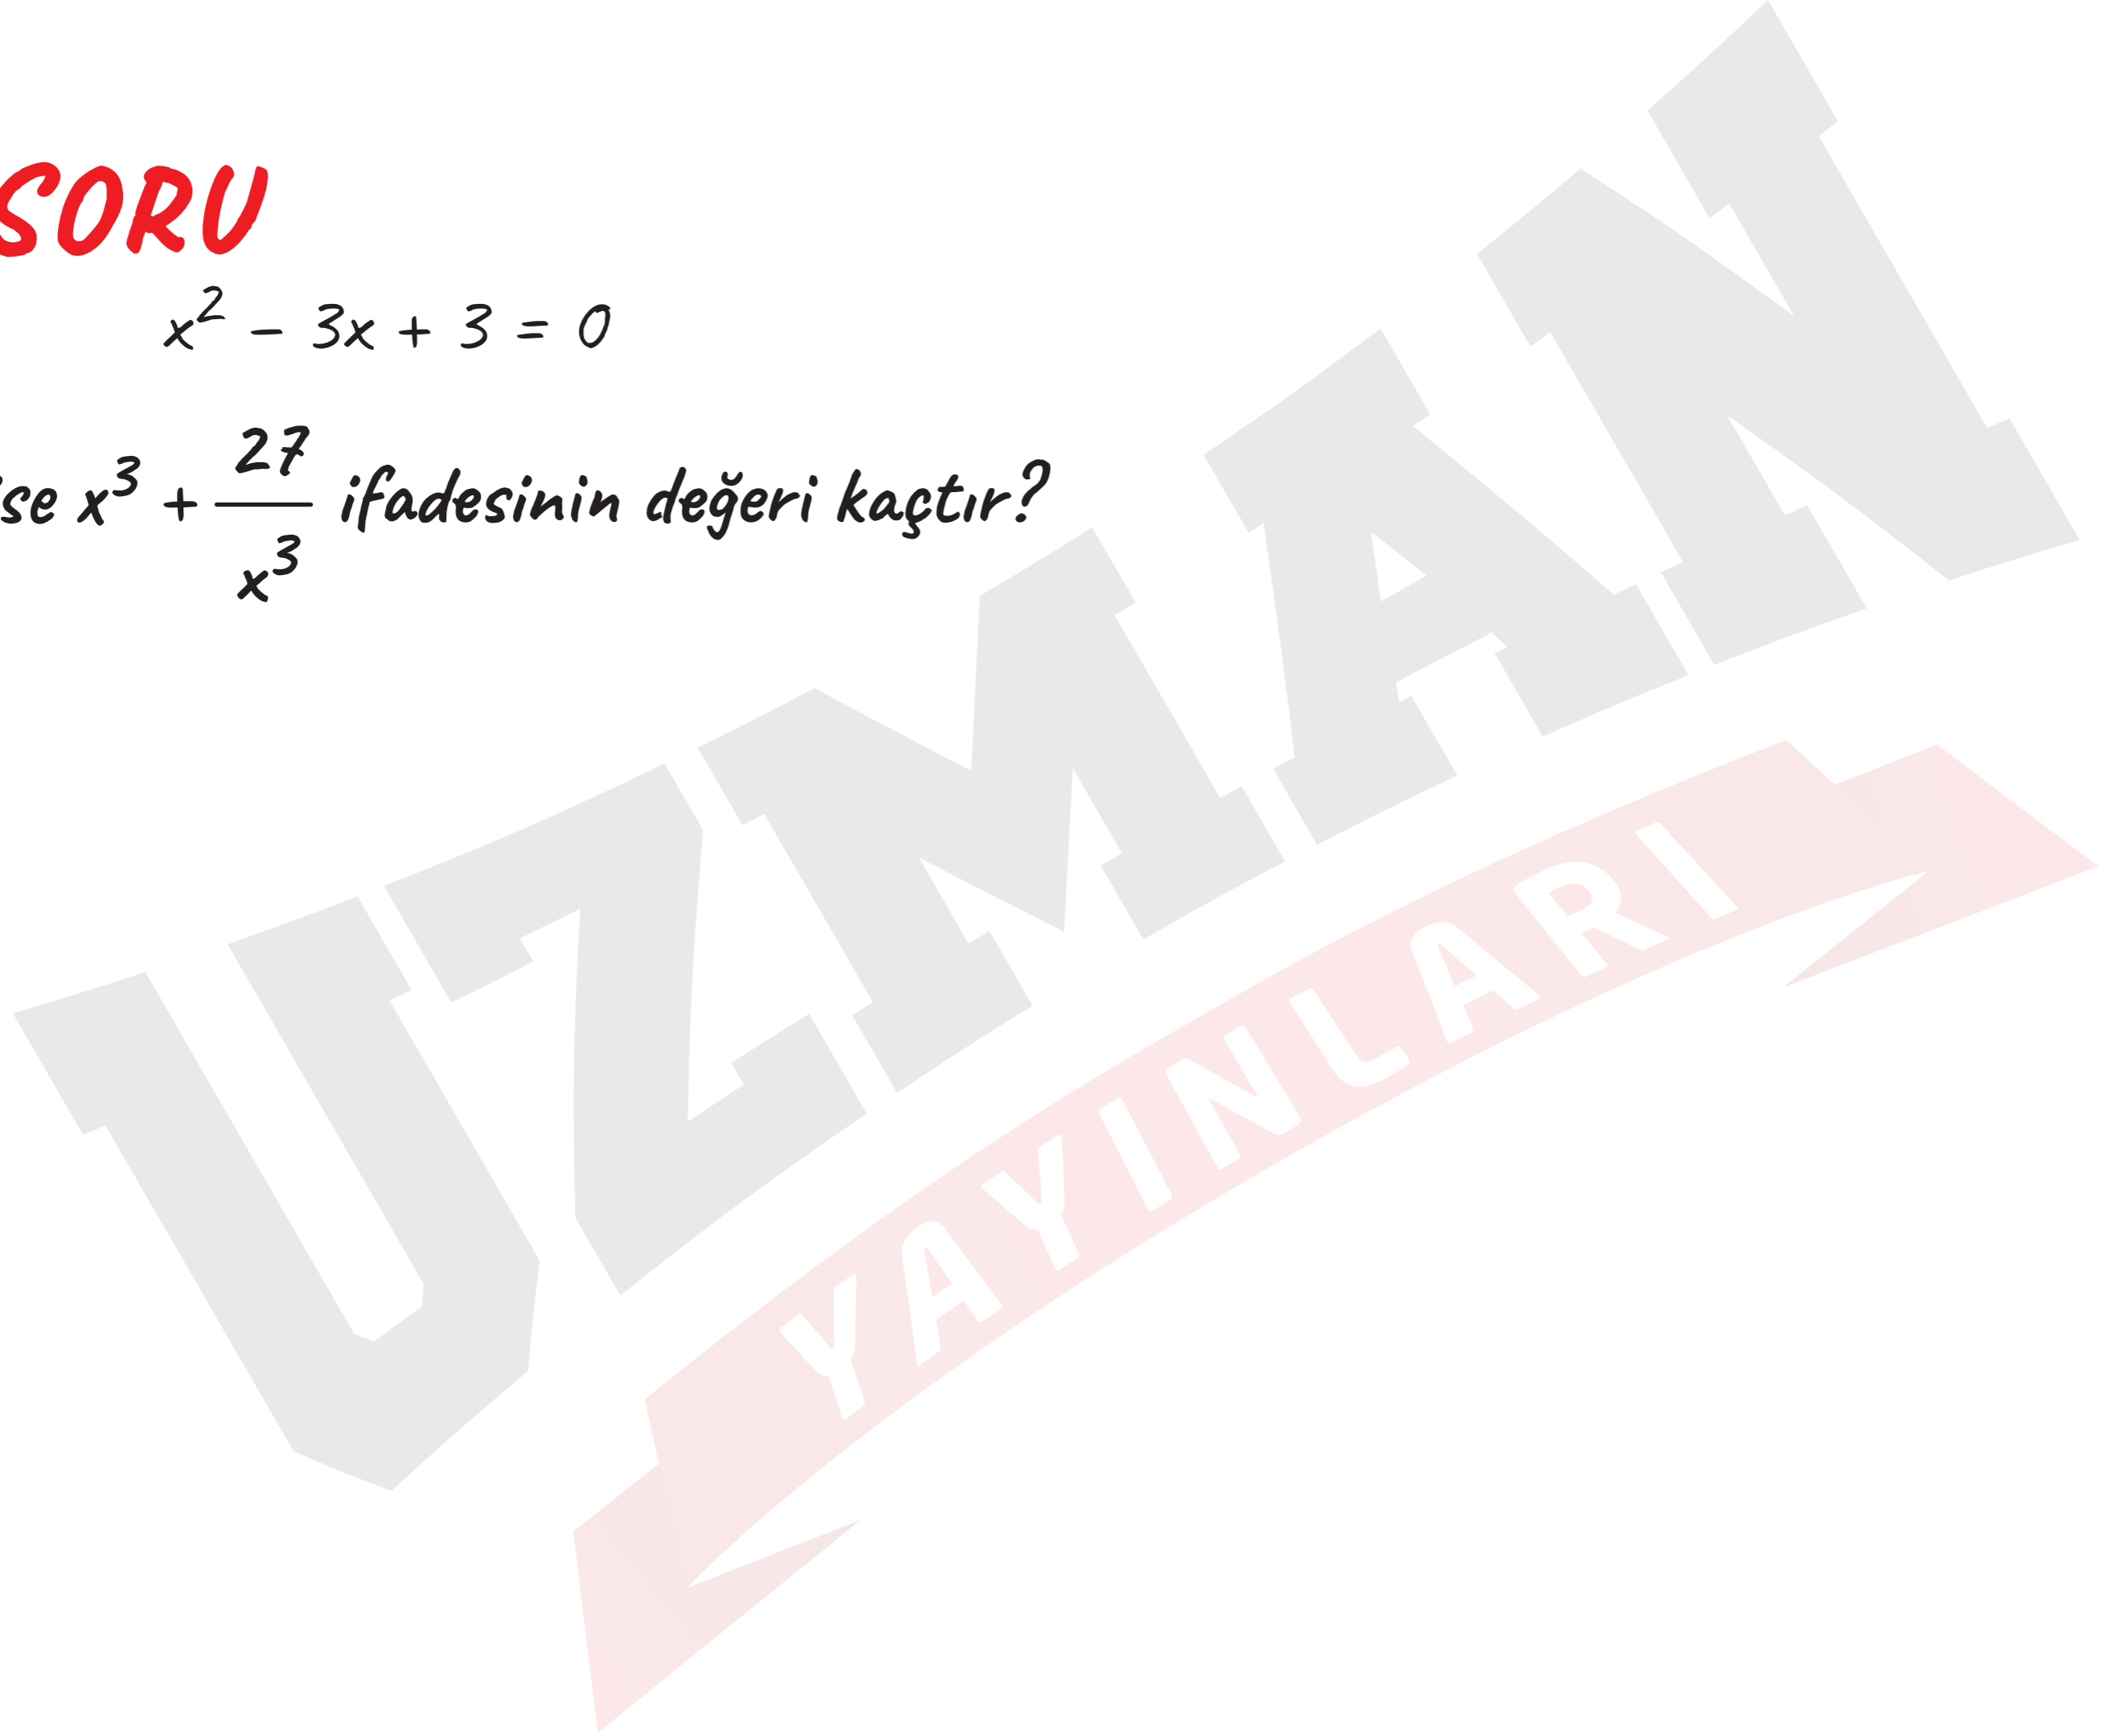 SORU
x² - 3x + 3 = 0
ise x³ + 27/x³ ifadesinin değeri kaçtır?
UZMAN
YAYINLARI